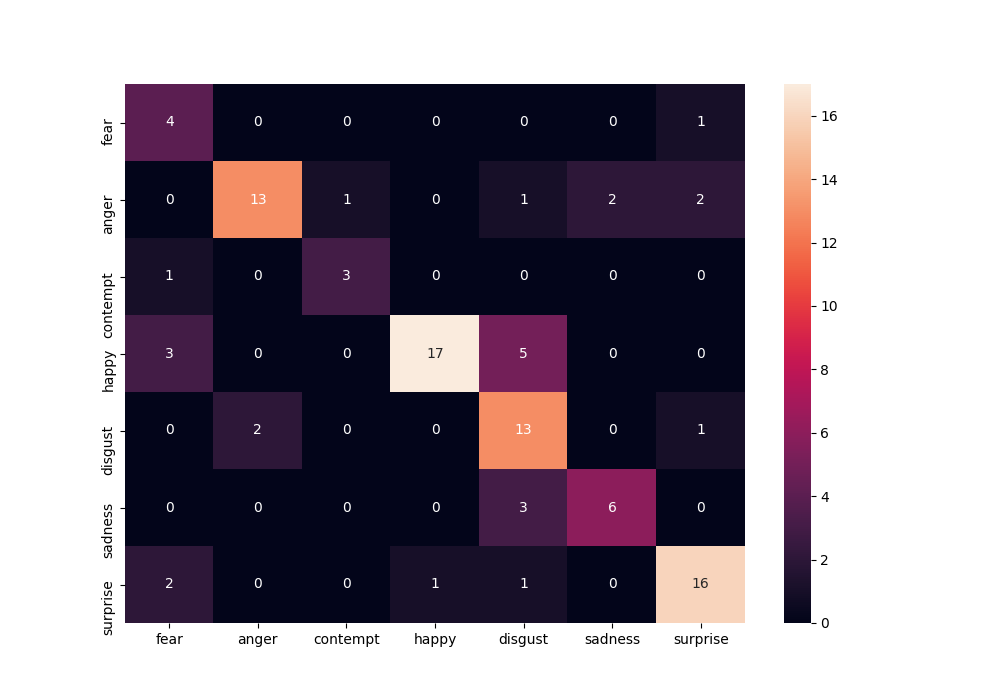 fear 4 0 0 0 0 0 1
anger 0 13 1 0 1 2 2
contempt 1 0 3 0 0 0 0
happy 3 0 0 17 5 0 0
disgust 0 2 0 0 13 0 1
sadness 0 0 0 0 3 6 0
surprise 2 0 0 1 1 0 16
fear anger contempt happy disgust sadness surprise
16
14
12
10
8
6
4
2
0